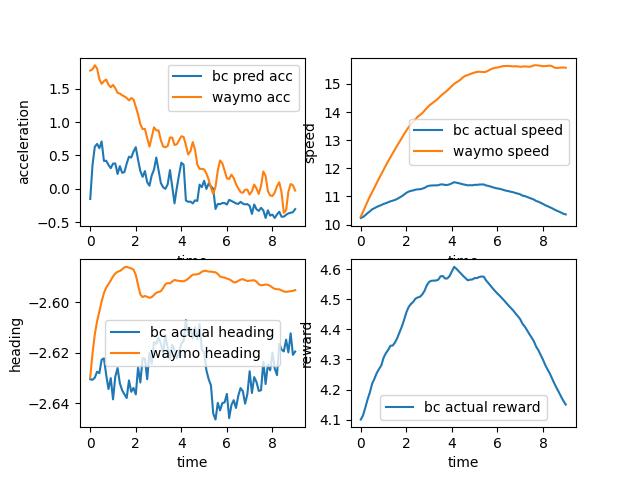 acceleration
1.5
1.0
0.5
0.0
−0.5
bc pred acc
waymo acc
0 2 4 6 8
time
speed
15
14
13
12
11
10
bc actual speed
waymo speed
0 2 4 6 8
time
heading
−2.60
−2.62
−2.64
bc actual heading
waymo heading
0 2 4 6 8
time
reward
4.6
4.5
4.4
4.3
4.2
4.1
bc actual reward
0 2 4 6 8
time